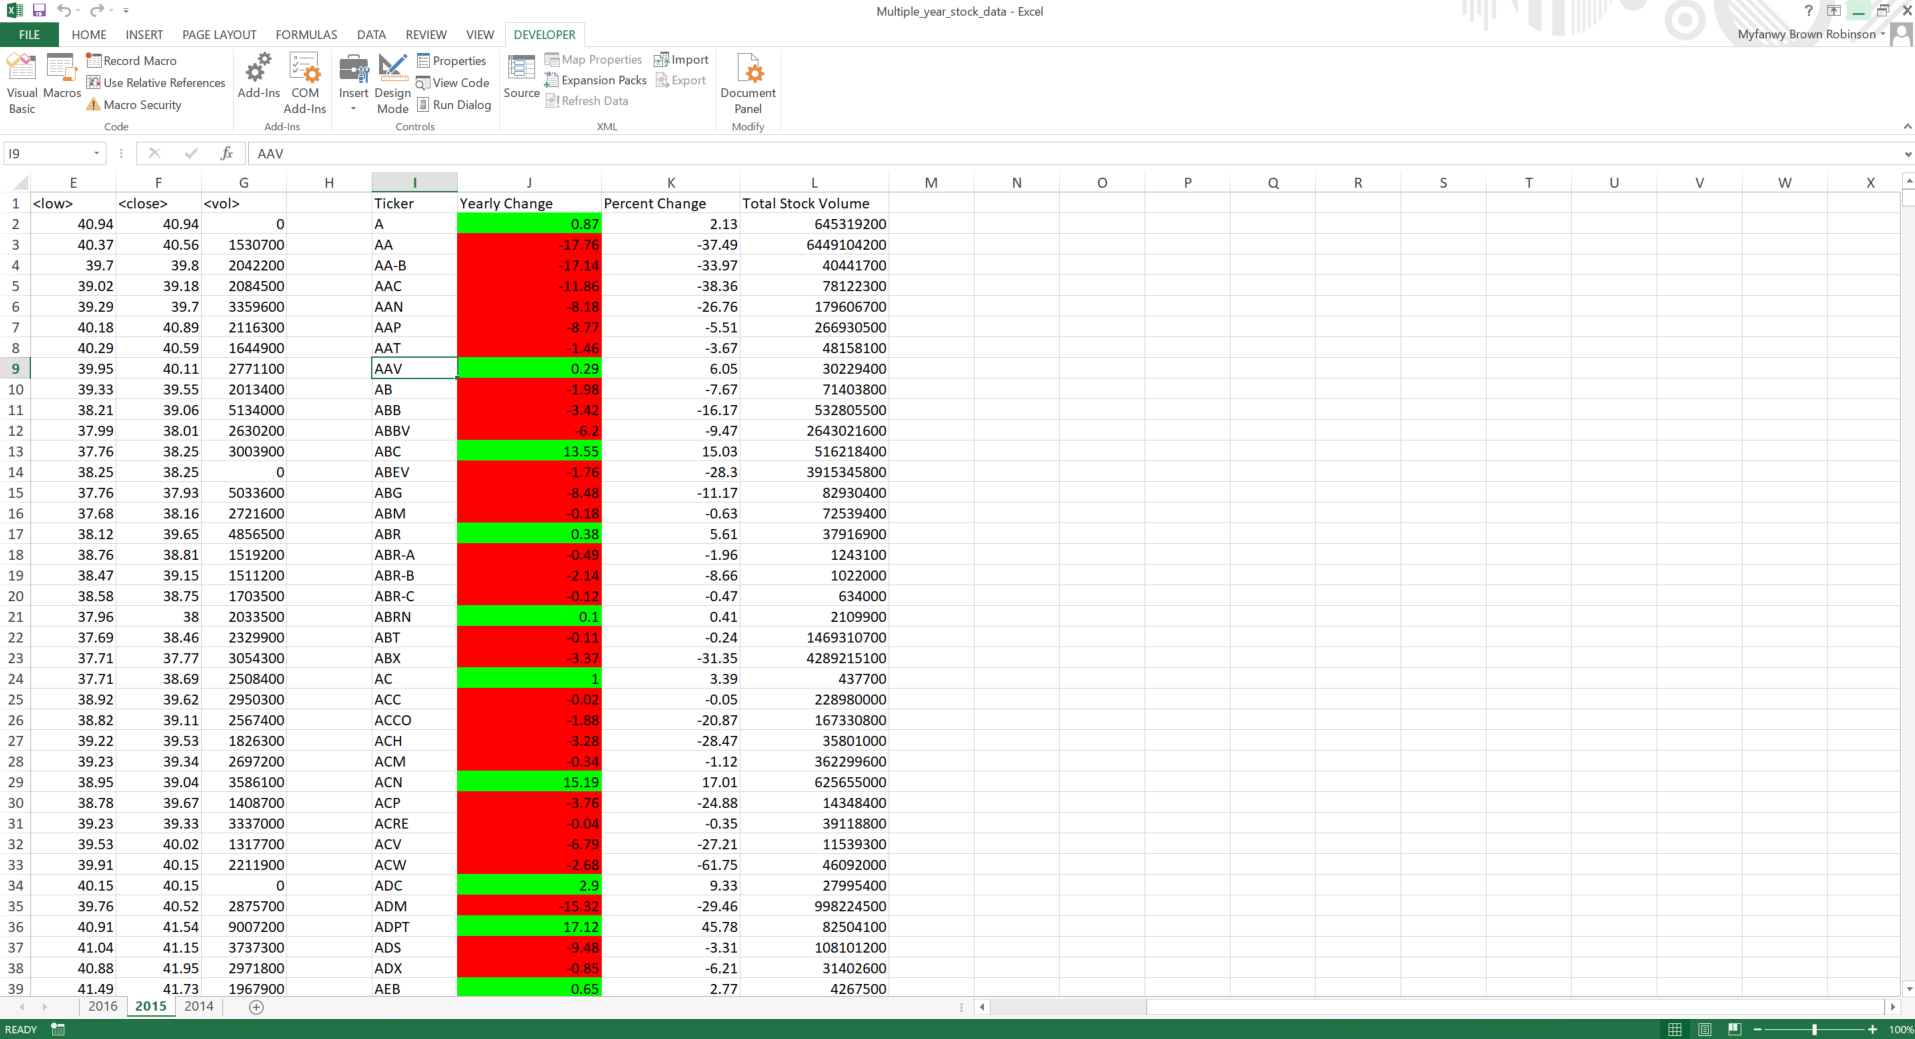 Multiple_year_stock_data - Excel
FILE HOME INSERT PAGE LAYOUT FORMULAS DATA REVIEW VIEW DEVELOPER Myfanwy Brown Robinson
Visual Basic
Macros
Record Macro
Use Relative References
Macro Security
Code
Add-Ins
COM Add-Ins
Add-Ins
Insert
Design Mode
Properties
View Code
Run Dialog
Controls
Source
Map Properties
Expansion Packs
Refresh Data
Import
Export
XML
Document Panel
Modify
I9 fx AAV
E F G H I J K L M N O P Q R S T U V W X
1 <low> <close> <vol> Ticker Yearly Change Percent Change Total Stock Volume
2 40.94 40.94 0 A 0.87 2.13 645319200
3 40.37 40.56 1530700 AA -17.76 -37.49 6449104200
4 39.7 39.8 2042200 AA-B -17.14 -33.97 40441700
5 39.02 39.18 2084500 AAC -11.86 -38.36 78122300
6 39.29 39.7 3359600 AAN -8.18 -26.76 179606700
7 40.18 40.89 2116300 AAP -8.77 -5.51 266930500
8 40.29 40.59 1644900 AAT -1.46 -3.67 48158100
9 39.95 40.11 2771100 AAV 0.29 6.05 30229400
10 39.33 39.55 2013400 AB -1.98 -7.67 71403800
11 38.21 39.06 5134000 ABB -3.42 -16.17 532805500
12 37.99 38.01 2630200 ABBV -6.2 -9.47 2643021600
13 37.76 38.25 3003900 ABC 13.55 15.03 516218400
14 38.25 38.25 0 ABEV -1.76 -28.3 3915345800
15 37.76 37.93 5033600 ABG -8.48 -11.17 82930400
16 37.68 38.16 2721600 ABM -0.18 -0.63 72539400
17 38.12 39.65 4856500 ABR 0.38 5.61 37916900
18 38.76 38.81 1519200 ABR-A -0.49 -1.96 1243100
19 38.47 39.15 1511200 ABR-B -2.14 -8.66 1022000
20 38.58 38.75 1703500 ABR-C -0.12 -0.47 634000
21 37.96 38 2033500 ABRN 0.1 0.41 2109900
22 37.69 38.46 2329900 ABT -0.11 -0.24 1469310700
23 37.71 37.77 3054300 ABX -3.37 -31.35 4289215100
24 37.71 38.69 2508400 AC 1 3.39 437700
25 38.92 39.62 2950300 ACC -0.02 -0.05 228980000
26 38.82 39.11 2567400 ACCO -1.88 -20.87 167330800
27 39.22 39.53 1826300 ACH -3.28 -28.47 35801000
28 39.23 39.34 2697200 ACM -0.34 -1.12 362299600
29 38.95 39.04 3586100 ACN 15.19 17.01 625655000
30 38.78 39.67 1408700 ACP -3.76 -24.88 14348400
31 39.23 39.33 3337000 ACRE -0.04 -0.35 39118800
32 39.53 40.02 1317700 ACV -6.79 -27.21 11539300
33 39.91 40.15 2211900 ACW -2.68 -61.75 46092000
34 40.15 40.15 0 ADC 2.9 9.33 27995400
35 39.76 40.52 2875700 ADM -15.32 -29.46 998224500
36 40.91 41.54 9007200 ADPT 17.12 45.78 82504100
37 41.04 41.15 3737300 ADS -9.48 -3.31 108101200
38 40.88 41.95 2971800 ADX -0.85 -6.21 31402600
39 41.49 41.73 1967900 AEB 0.65 2.77 4267500
2016 2015 2014
READY 100%